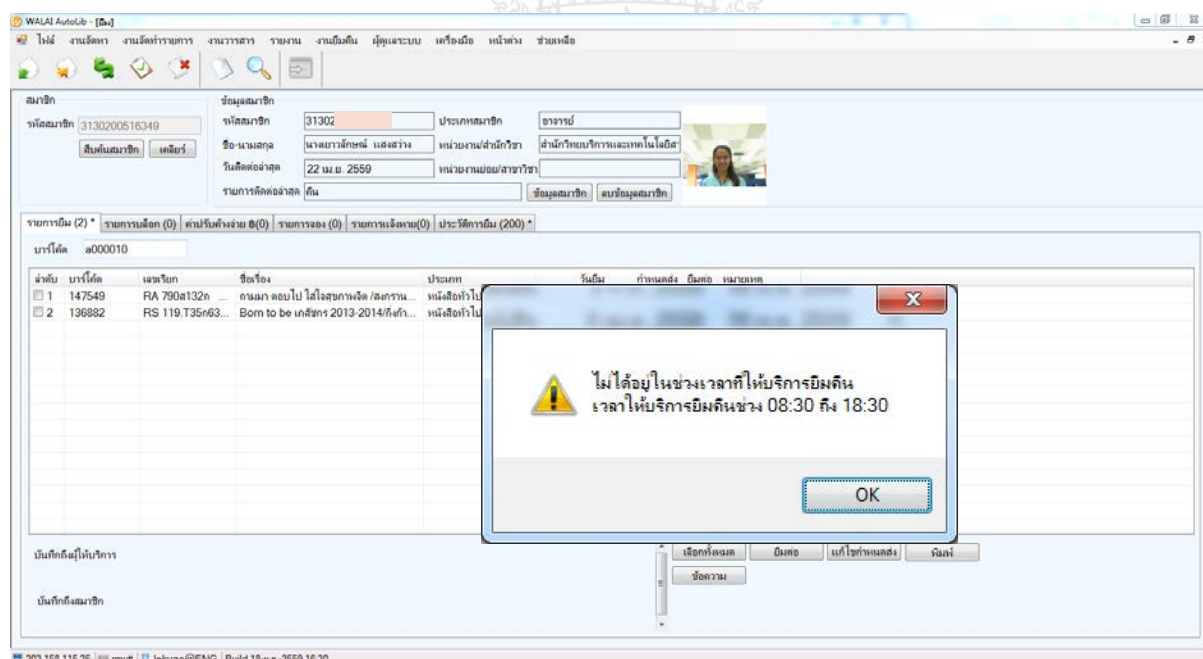 WALAI AutoLib - [ยืม]
ไฟล์ งานจัดหา งานจัดทำรายการ งานวารสาร รายงาน งานยืมคืน ผู้ดูแลระบบ เครื่องมือ หน้าต่าง ช่วยเหลือ
สมาชิก
รหัสสมาชิก 3130200516349
สืบค้นสมาชิก เคลียร์
ข้อมูลสมาชิก
รหัสสมาชิก 31302 ประเภทสมาชิก อาจารย์
ชื่อ-นามสกุล นางเยาวลักษณ์ แสงสว่าง หน่วยงาน/สำนักวิชา สำนักวิทยบริการและเทคโนโลยีส
วันติดต่อล่าสุด 22 เม.ย. 2559 หน่วยงานย่อย/สาขาวิชา
รายการติดต่อล่าสุด คืน ข้อมูลสมาชิก ลบข้อมูลสมาชิก
รายการยืม (2) * รายการบล็อก (0) ค่าปรับค้างจ่าย ฿(0) รายการจอง (0) รายการแจ้งหาย(0) ประวัติการยืม (200) *
บาร์โค้ด a000010
ลำดับ บาร์โค้ด เลขเรียก ชื่อเรื่อง ประเภท วันยืม กำหนดส่ง ยืมต่อ หมายเหตุ
1 147549 RA 790ส132ถ ... ถามมา ตอบไป ใส่ใจสุขภาพจิต /สงกราน... หนังสือทั่วไป
2 136882 RS 119.T35ก63... Born to be เภสัชกร 2013-2014/กิ่งก้า... หนังสือทั่วไป
ไม่ได้อยู่ในช่วงเวลาที่ให้บริการยืมคืน
เวลาให้บริการยืมคืนช่วง 08:30 ถึง 18:30
OK
บันทึกถึงผู้ให้บริการ
เลือกทั้งหมด ยืมต่อ แก้ไขกำหนดส่ง พิมพ์
ข้อความ
บันทึกถึงสมาชิก